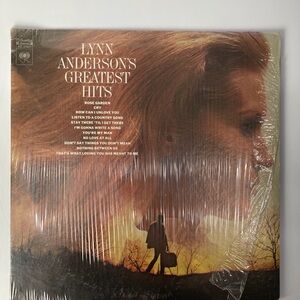 LYNN
ANDERSON'S
GREATEST
HITS
ROSE GARDEN
CRY
HOW CAN I UNLOVE YOU
LISTEN TO A COUNTRY SONG
STAY THERE 'TIL I GET THERE
I'M GONNA WRITE A SONG
YOU'RE MY MAN
NO LOVE AT ALL
DON'T SAY THINGS YOU DON'T MEAN
NOTHING BETWEEN US
THAT'S WHAT LOVING YOU HAS MEANT TO ME